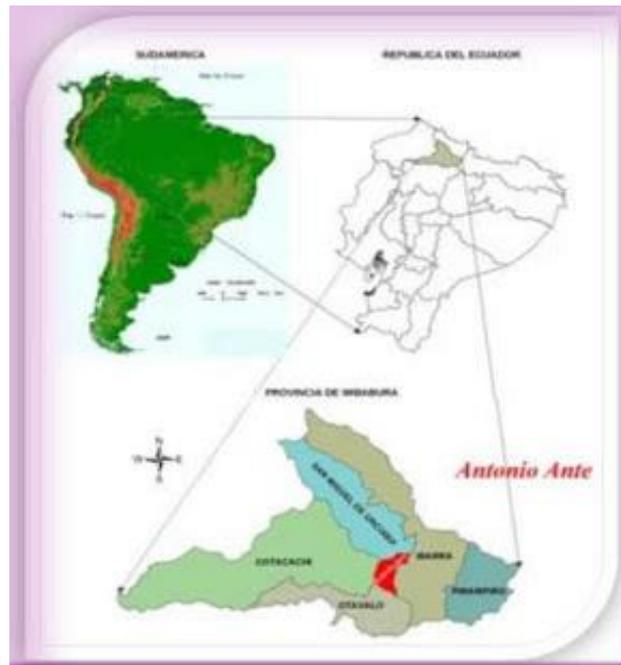 SUDAMERICA
REPUBLICA DEL ECUADOR
PROVINCIA DE IMBABURA
N
W
E
S
Antonio Ante
SAN MIGUEL DE URCUQUI
COTACACHI
IBARRA
PIMAMPIRO
OTAVALO